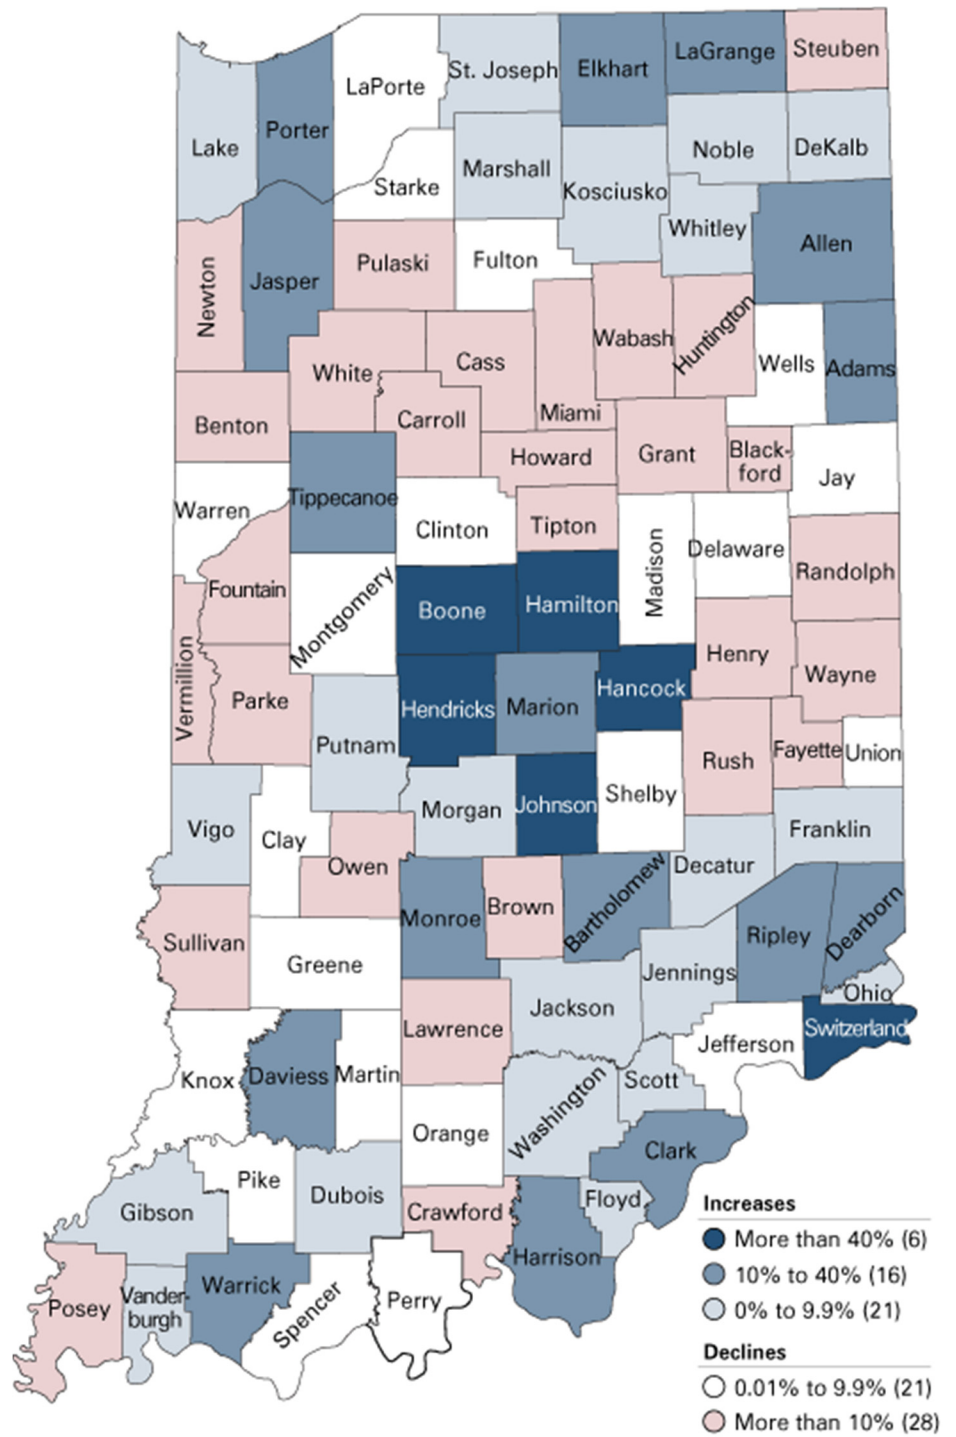 LaPorte
St. Joseph
Elkhart
LaGrange
Steuben
Lake
Porter
Starke
Marshall
Kosciusko
Noble
DeKalb
Whitley
Allen
Newton
Jasper
Pulaski
Fulton
White
Cass
Miami
Wabash
Huntington
Wells
Adams
Benton
Carroll
Howard
Grant
Black-
ford
Jay
Warren
Tippecanoe
Clinton
Tipton
Madison
Delaware
Randolph
Fountain
Montgomery
Boone
Hamilton
Henry
Wayne
Vermillion
Parke
Putnam
Hendricks
Marion
Hancock
Rush
Fayette
Union
Vigo
Clay
Owen
Morgan
Johnson
Shelby
Decatur
Franklin
Sullivan
Greene
Monroe
Brown
Bartholomew
Jennings
Ripley
Dearborn
Ohio
Switzerland
Jackson
Jefferson
Lawrence
Knox
Daviess
Martin
Orange
Washington
Scott
Clark
Gibson
Pike
Dubois
Crawford
Floyd
Harrison
Posey
Vander-
burgh
Warrick
Spencer
Perry
Increases
More than 40% (6)
10% to 40% (16)
0% to 9.9% (21)
Declines
0.01% to 9.9% (21)
More than 10% (28)